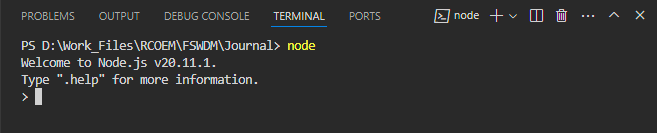 PROBLEMS OUTPUT DEBUG CONSOLE TERMINAL PORTS node
PS D:\Work_Files\RCOEM\FSWDM\Journal> node
Welcome to Node.js v20.11.1.
Type ".help" for more information.
>